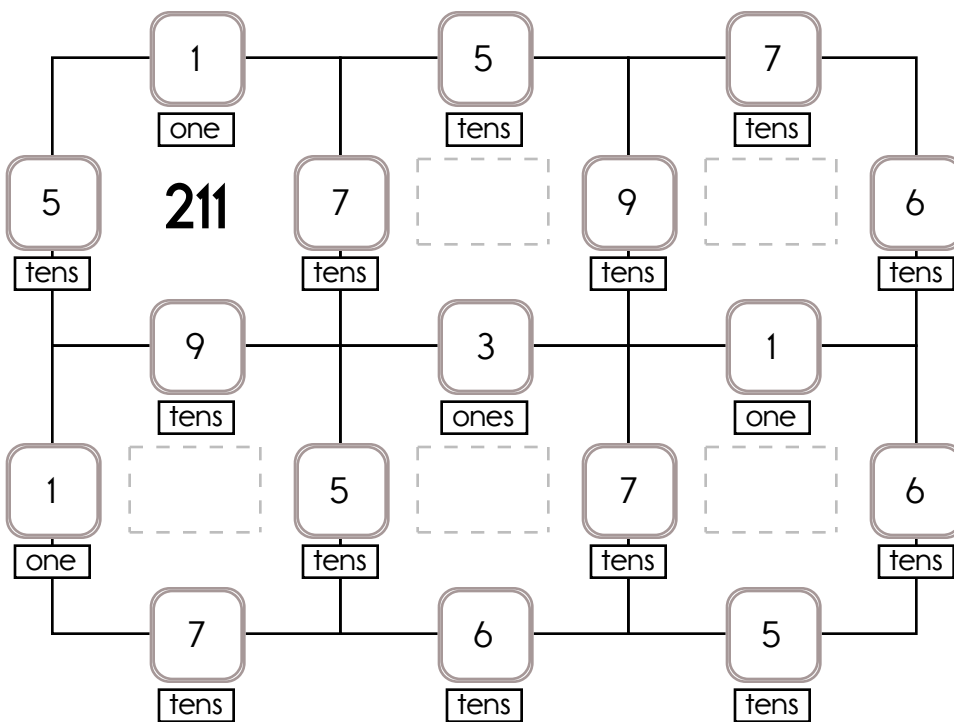 1 5 7
one tens tens
5 211 7 9 6
tens tens tens tens
9 3 1
tens ones one
1 5 7 6
one tens tens tens
7 6 5
tens tens tens